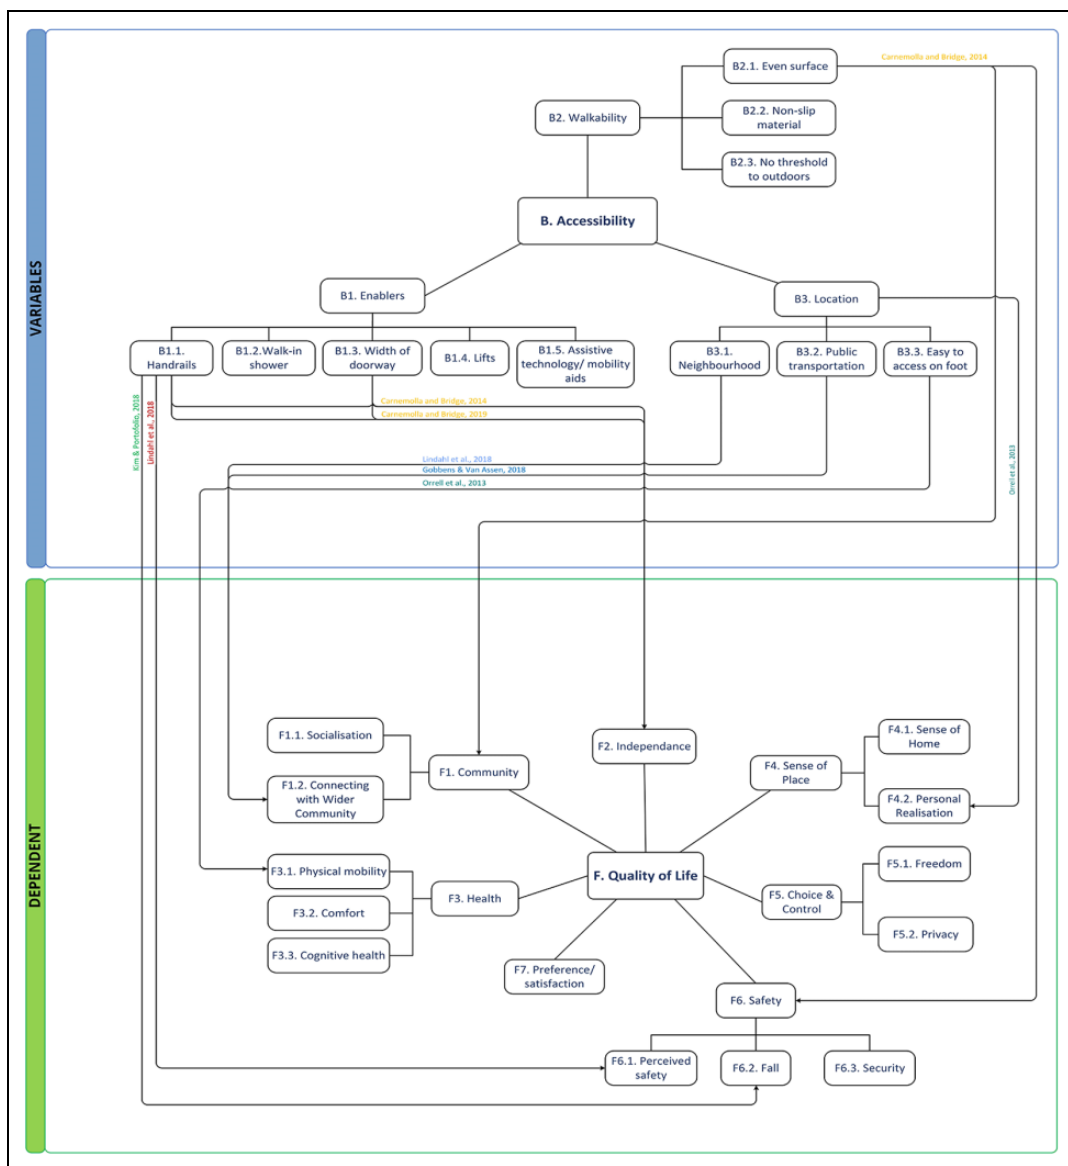 VARIABLES
Carnemolla and Bridge, 2014
B2.1. Even surface
B2. Walkability
B2.2. Non-slip
material
B2.3. No threshold
to outdoors
B. Accessibility
B1. Enablers
B3. Location
B1.1.
Handrails
B1.2.Walk-in
shower
B1.3. Width of
doorway
B1.4. Lifts
B1.5. Assistive
technology/ mobility
aids
B3.1.
Neighbourhood
B3.2. Public
transportation
B3.3. Easy to
access on foot
Kim & Portofolio, 2018
Lindahl et al., 2018
Carnemolla and Bridge, 2014
Carnemolla and Bridge, 2019
Lindahl et al., 2018
Gobbens & Van Assen, 2018
Orrell et al., 2013
Orrel et al., 2013
DEPENDENT
F1.1. Socialisation
F1. Community
F1.2. Connecting
with Wider
Community
F2. Independance
F4. Sense of
Place
F4.1. Sense of
Home
F4.2. Personal
Realisation
F. Quality of Life
F3.1. Physical mobility
F3. Health
F3.2. Comfort
F3.3. Cognitive health
F5. Choice &
Control
F5.1. Freedom
F5.2. Privacy
F7. Preference/
satisfaction
F6. Safety
F6.1. Perceived
safety
F6.2. Fall
F6.3. Security